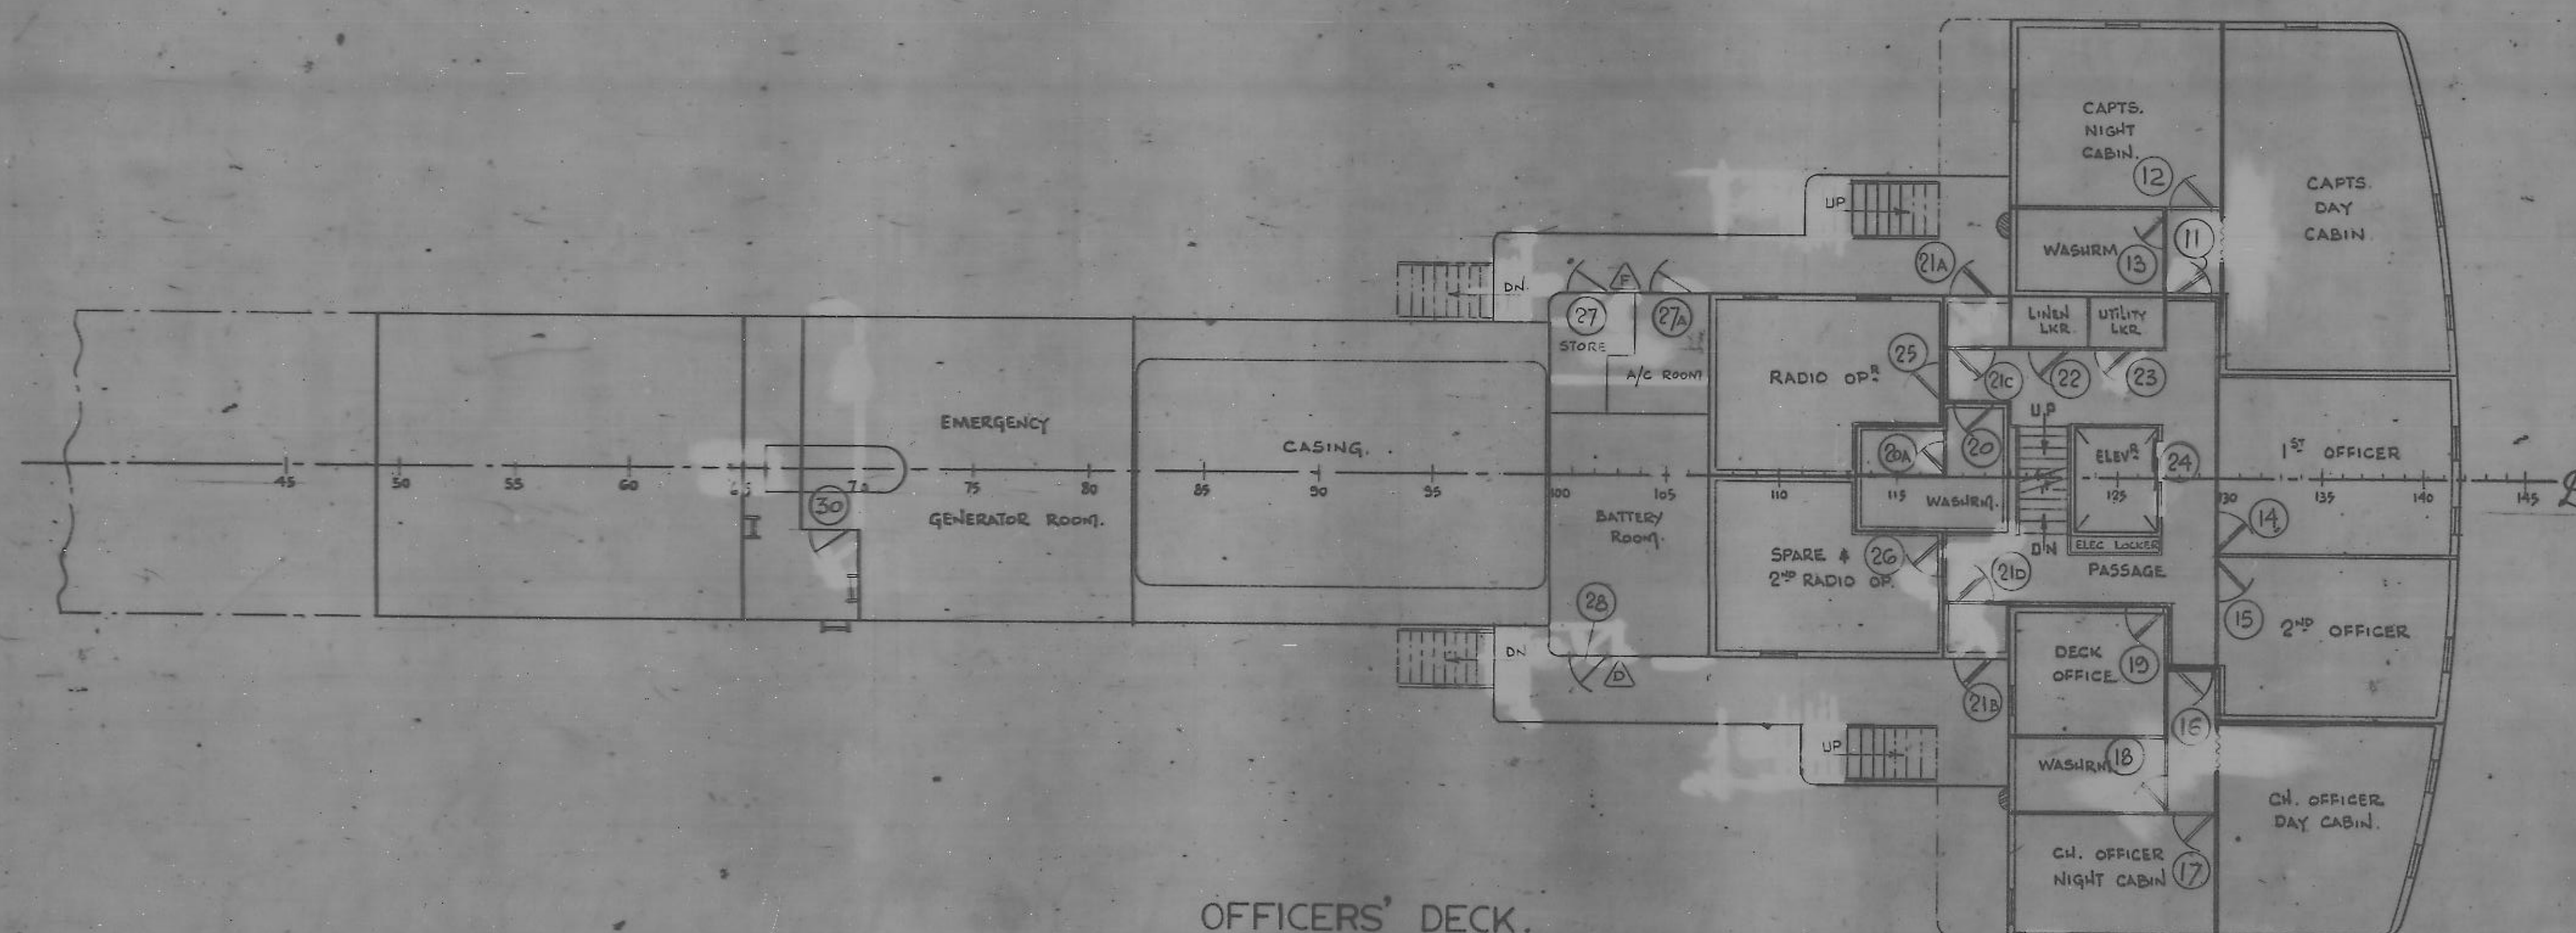 CAPTS.
NIGHT
CABIN.
12
CAPTS.
DAY
CABIN
UP
WASHRM
13
11
21A
DN.
F
27
STORE
27A
A/C ROOM
LINEN
LKR.
UTILITY
LKR.
RADIO OPR.
25
21C
22
23
EMERGENCY
GENERATOR ROOM.
30
CASING.
UP
20A
20
WASHRM.
ELEVR.
24
1ST OFFICER
45
50
55
60
70
75
80
85
90
95
100
105
110
115
125
130
135
140
145
BATTERY
ROOM.
SPARE &
2ND RADIO OP.
26
DN
ELEC LOCKER
PASSAGE
21D
14
15
2ND OFFICER
28
D
DN
DECK
OFFICE
19
21B
16
UP
WASHRM
18
CH. OFFICER
DAY CABIN.
CH. OFFICER
NIGHT CABIN
17
OFFICERS' DECK.